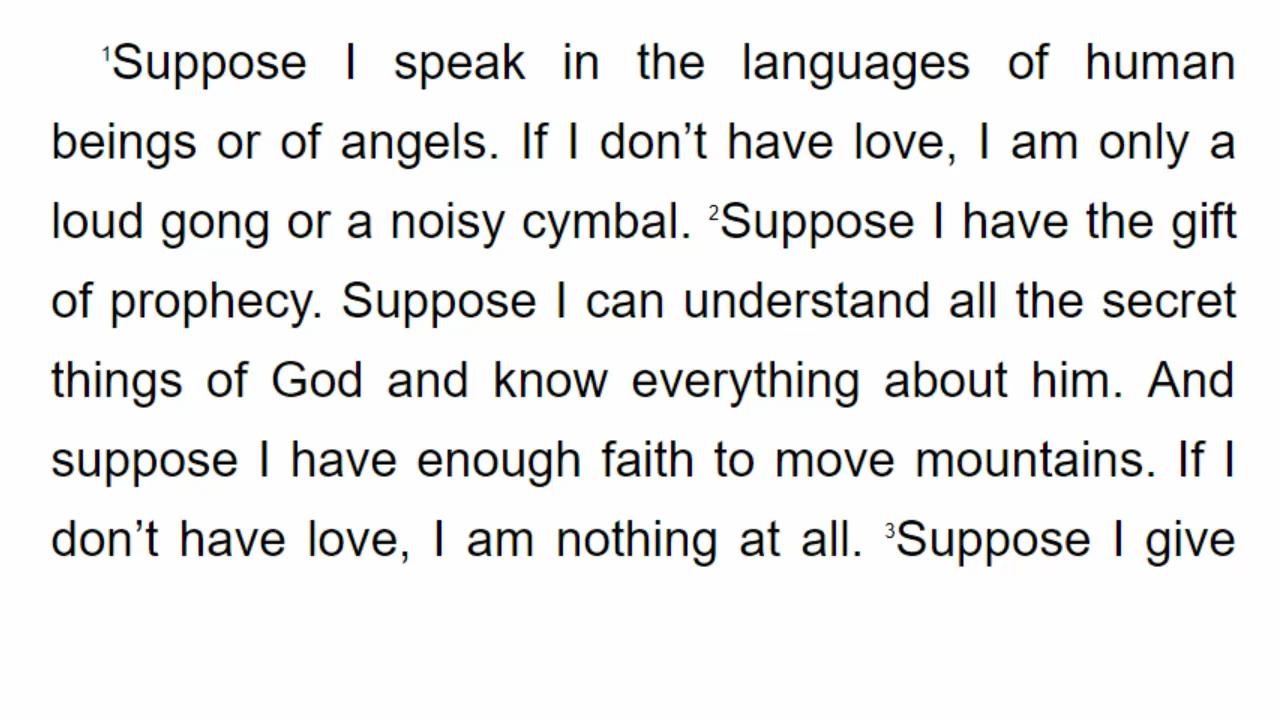 ¹Suppose I speak in the languages of human
beings or of angels. If I don’t have love, I am only a
loud gong or a noisy cymbal. ²Suppose I have the gift
of prophecy. Suppose I can understand all the secret
things of God and know everything about him. And
suppose I have enough faith to move mountains. If I
don’t have love, I am nothing at all. ³Suppose I give